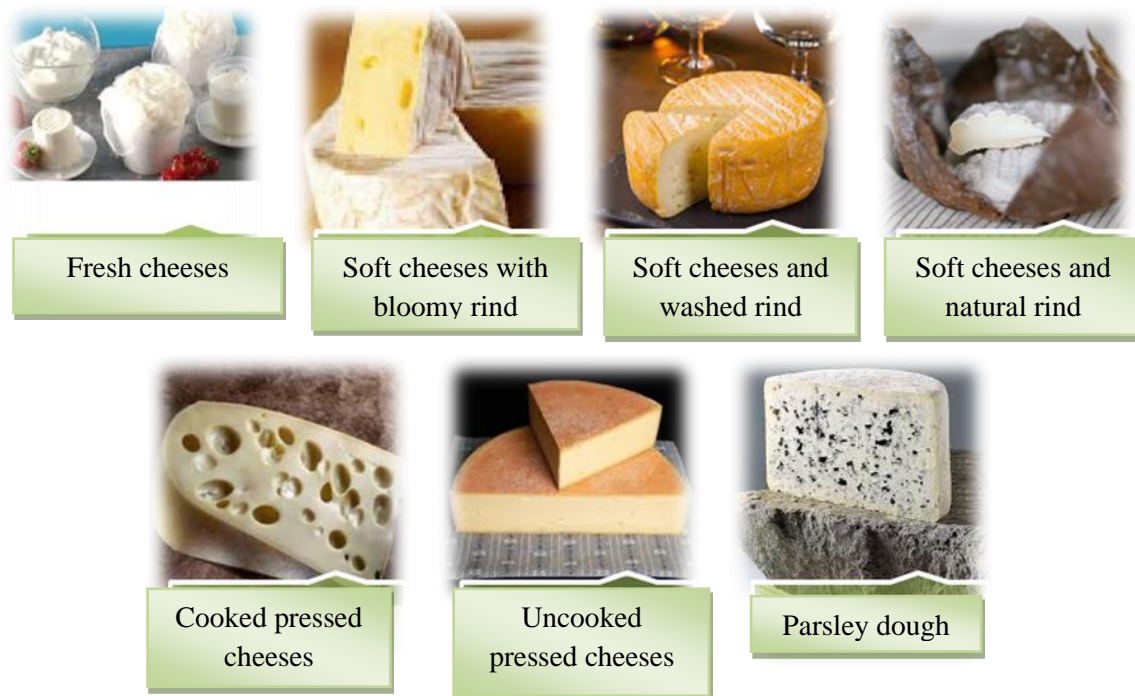 Fresh cheeses
Soft cheeses with
bloomy rind
Soft cheeses and
washed rind
Soft cheeses and
natural rind
Cooked pressed
cheeses
Uncooked
pressed cheeses
Parsley dough